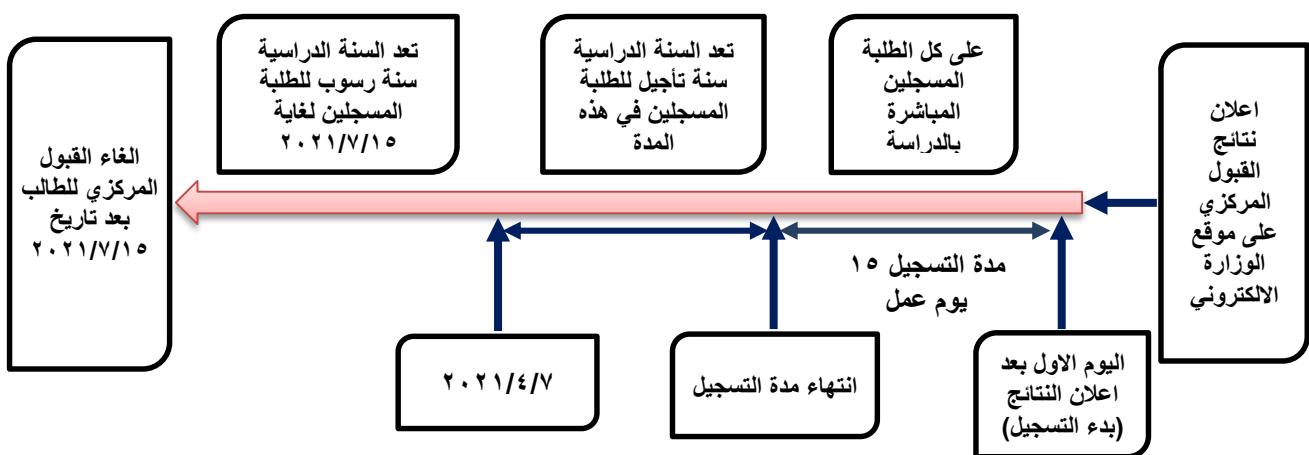 اعلان
نتائج
القبول
المركزي
على موقع
الوزارة
الالكتروني
على كل الطلبة
المسجلين
المباشرة
بالدراسة
تعد السنة الدراسية
سنة تأجيل للطلبة
المسجلين في هذه
المدة
تعد السنة الدراسية
سنة رسوب للطلبة
المسجلين لغاية
٢٠٢١/٧/١٥
الغاء القبول
المركزي للطالب
بعد تاريخ
٢٠٢١/٧/١٥
مدة التسجيل ١٥
يوم عمل
اليوم الاول بعد
اعلان النتائج
(بدء التسجيل)
انتهاء مدة التسجيل
٢٠٢١/٤/٧